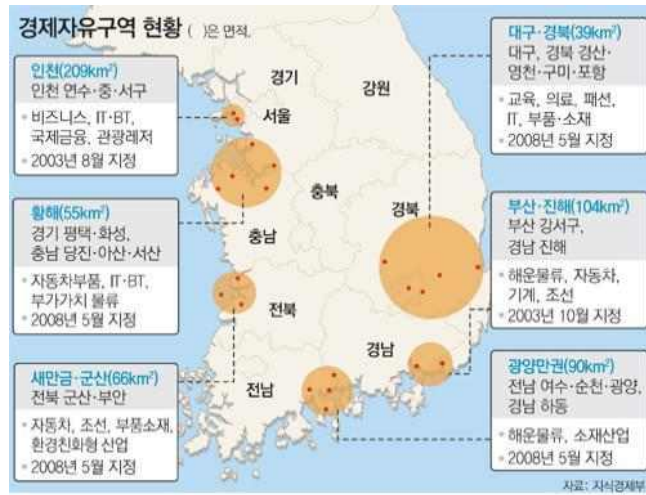 경제자유구역 현황 ( )은 면적.
인천(209km²)
인천 연수·중·서구
• 비즈니스, IT·BT,
국제금융, 관광레저
• 2003년 8월 지정
황해(55km²)
경기 평택·화성,
충남 당진·아산·서산
• 자동차부품, IT·BT,
부가가치 물류
• 2008년 5월 지정
새만금·군산(66km²)
전북 군산·부안
• 자동차, 조선, 부품소재,
환경친화형 산업
• 2008년 5월 지정
경기
강원
서울
충북
경북
충남
전북
경남
전남
대구·경북(39km²)
대구, 경북 경산·
영천·구미·포항
• 교육, 의료, 패션,
IT, 부품·소재
• 2008년 5월 지정
부산·진해(104km²)
부산 강서구,
경남 진해
• 해운물류, 자동차,
기계, 조선
• 2003년 10월 지정
광양만권(90km²)
전남 여수·순천·광양,
경남 하동
• 해운물류, 소재산업
• 2008년 5월 지정
자료: 지식경제부